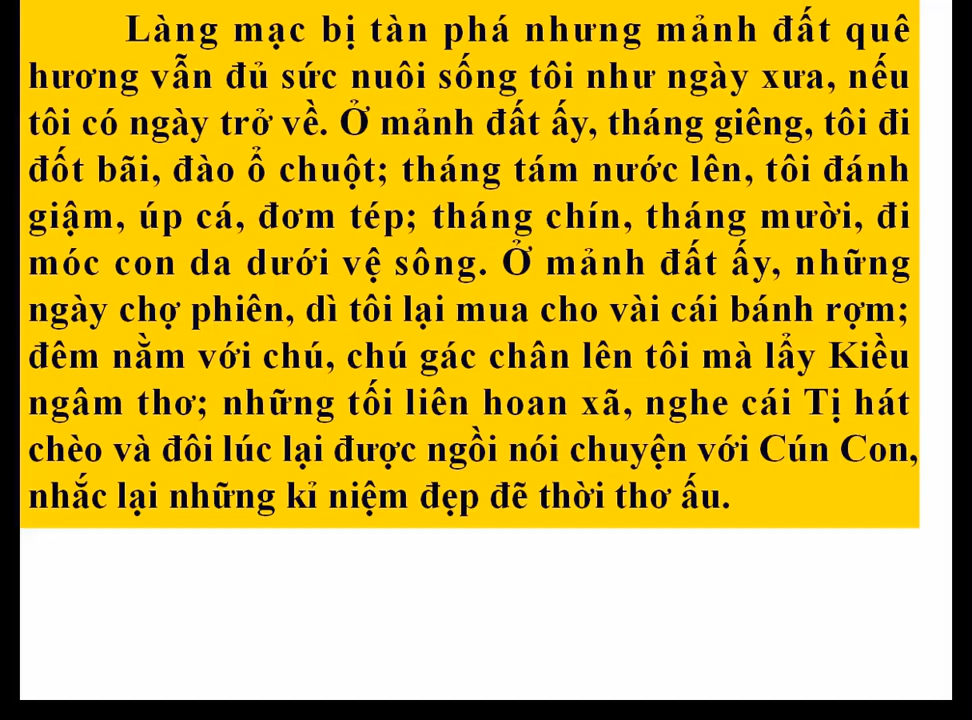 Làng mạc bị tàn phá nhưng mảnh đất quê
hương vẫn đủ sức nuôi sống tôi như ngày xưa, nếu
tôi có ngày trở về. Ở mảnh đất ấy, tháng giêng, tôi đi
đốt bãi, đào ổ chuột; tháng tám nước lên, tôi đánh
giậm, úp cá, đơm tép; tháng chín, tháng mười, đi
móc con da dưới vệ sông. Ở mảnh đất ấy, những
ngày chợ phiên, dì tôi lại mua cho vài cái bánh rợm;
đêm nằm với chú, chú gác chân lên tôi mà lẩy Kiều
ngâm thơ; những tối liên hoan xã, nghe cái Tị hát
chèo và đôi lúc lại được ngồi nói chuyện với Cún Con,
nhắc lại những kỉ niệm đẹp đẽ thời thơ ấu.